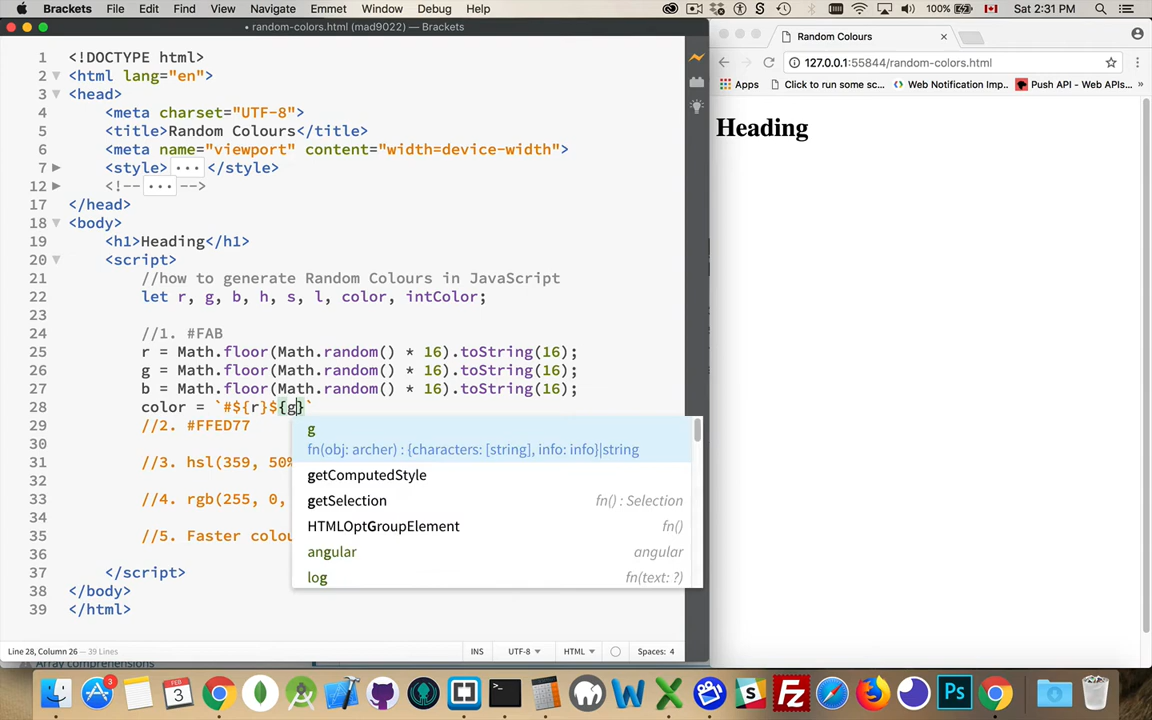 Brackets File Edit Find View Navigate Emmet Window Debug Help 100% Sat 2:31 PM
• random-colors.html (mad9022) — Brackets
Random Colours
127.0.0.1:55844/random-colors.html
Apps Click to run some sc... Web Notification Imp.. Push API - Web APIs... »
Heading
1 <!DOCTYPE html>
2 <html lang="en">
3 <head>
4 <meta charset="UTF-8">
5 <title>Random Colours</title>
6 <meta name="viewport" content="width=device-width">
7 <style> ... </style>
12 <!-- ... -->
17 </head>
18 <body>
19 <h1>Heading</h1>
20 <script>
21 //how to generate Random Colours in JavaScript
22 let r, g, b, h, s, l, color, intColor;
23
24 //1. #FAB
25 r = Math.floor(Math.random() * 16).toString(16);
26 g = Math.floor(Math.random() * 16).toString(16);
27 b = Math.floor(Math.random() * 16).toString(16);
28 color = `#${r}${g}`
29 //2. #FFED77
30
31 //3. hsl(359, 50%
32
33 //4. rgb(255, 0,
34
35 //5. Faster colou
36
37 </script>
38 </body>
39 </html>
g
fn(obj: archer) : {characters: [string], info: info}|string
getComputedStyle
getSelection fn() : Selection
HTMLOptGroupElement fn()
angular angular
log fn(text: ?)
Line 28, Column 26 — 39 Lines INS UTF-8 HTML Spaces: 4
Array comprehensions
3
FEB
3